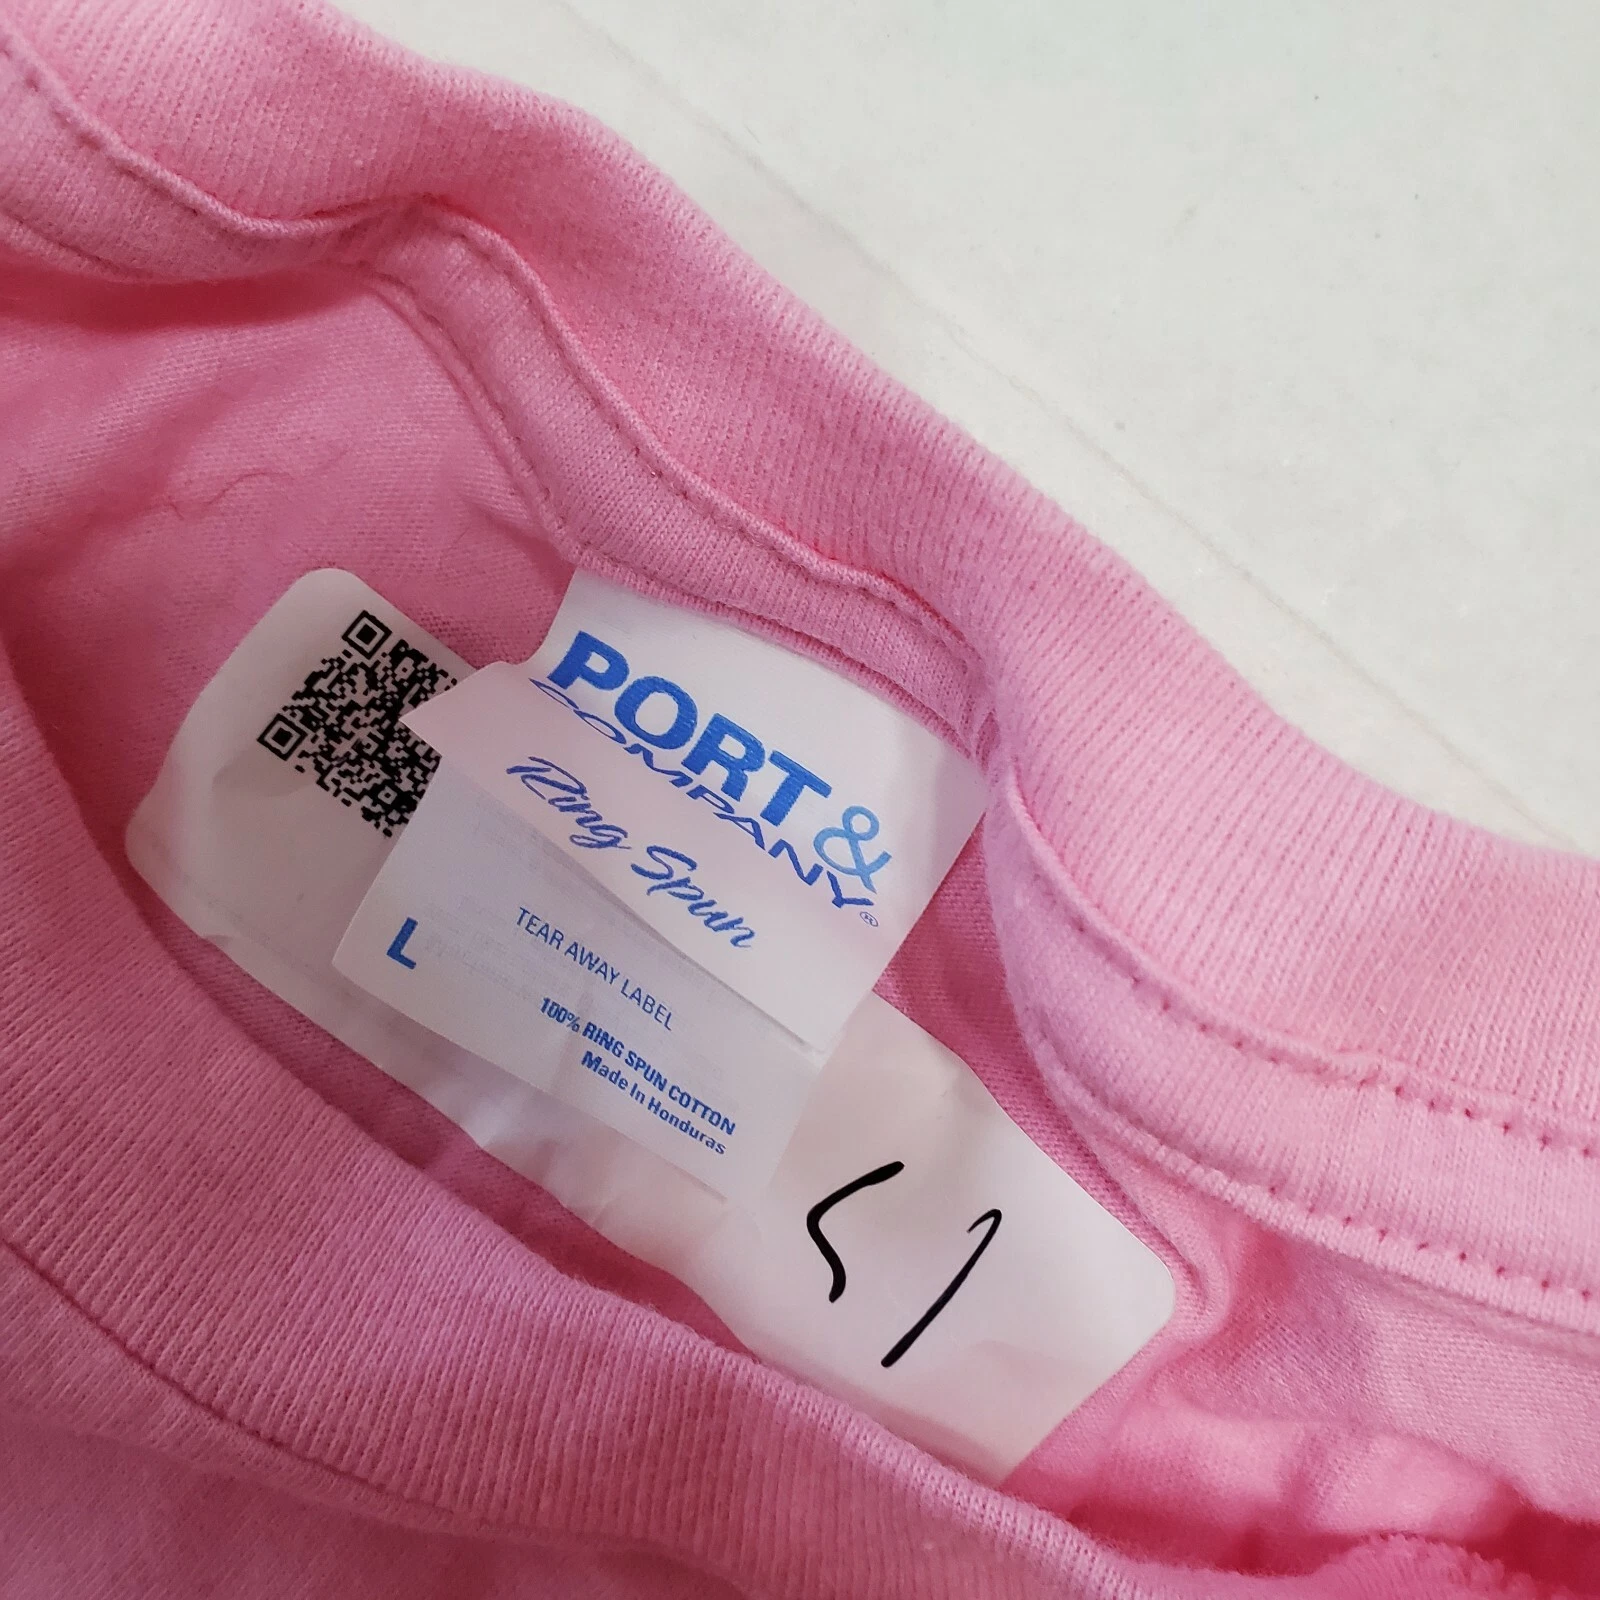 PORT &
COMPANY®
Ring Spun
TEAR AWAY LABEL
L
100% RING SPUN COTTON
Made In Honduras